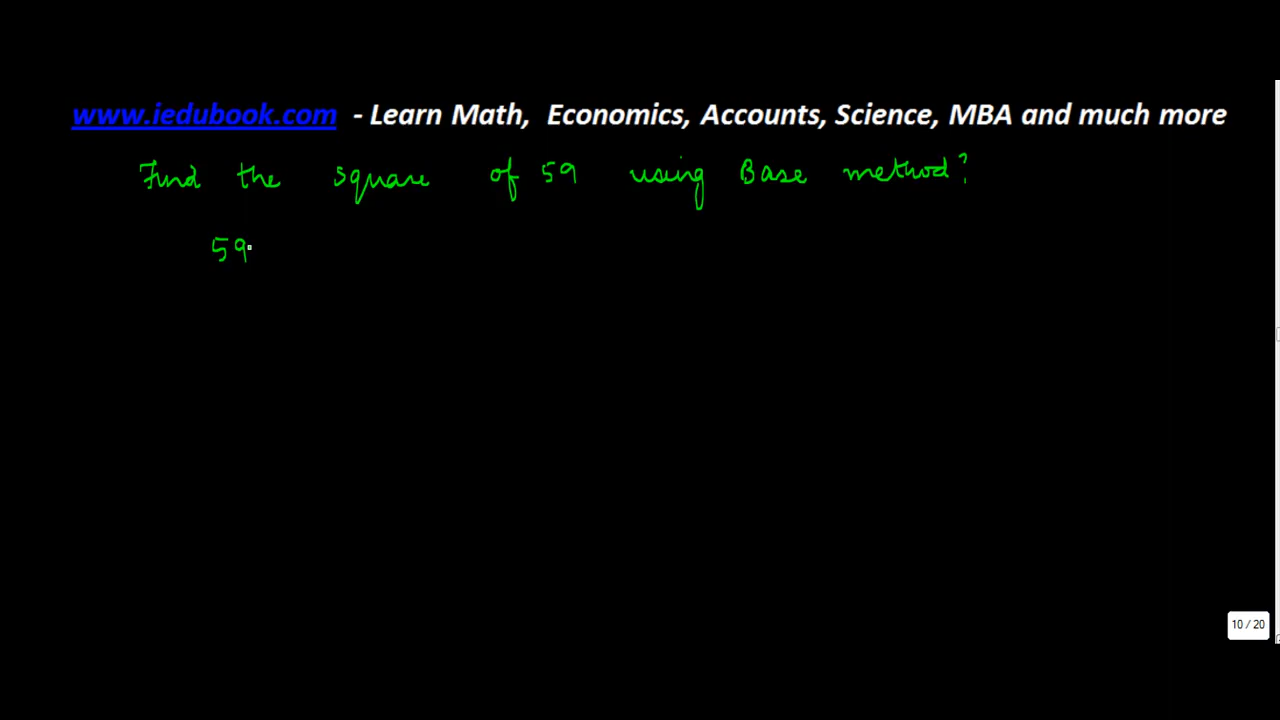 www.iedubook.com - Learn Math, Economics, Accounts, Science, MBA and much more
Find the square of 59 using Base method?
59
10 / 20